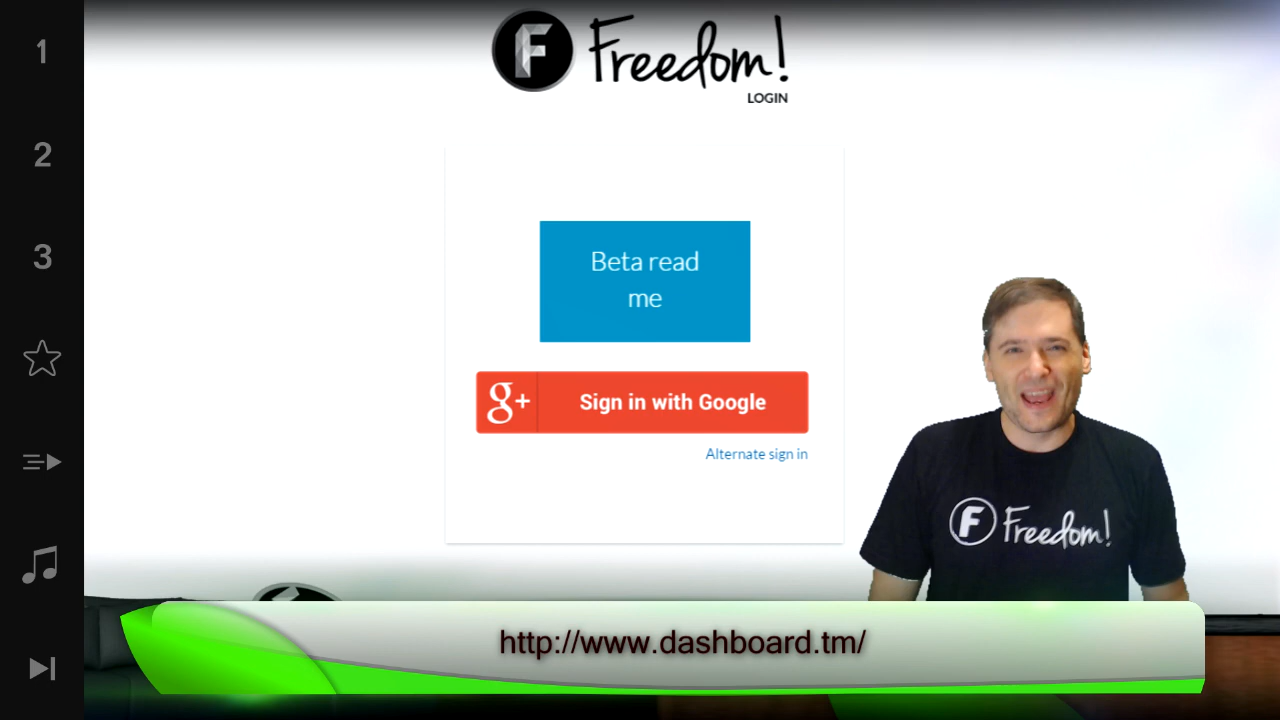 1
2
3
F Freedom!
LOGIN
Beta read
me
g+ Sign in with Google
Alternate sign in
F Freedom!
http://www.dashboard.tm/